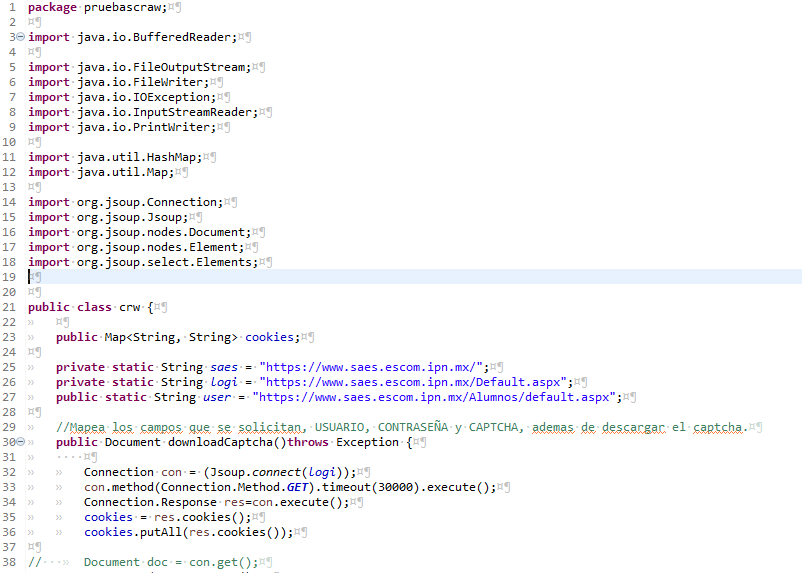 1 package pruebascraw;
2
3 import java.io.BufferedReader;
4
5 import java.io.FileOutputStream;
6 import java.io.FileWriter;
7 import java.io.IOException;
8 import java.io.InputStreamReader;
9 import java.io.PrintWriter;
10
11 import java.util.HashMap;
12 import java.util.Map;
13
14 import org.jsoup.Connection;
15 import org.jsoup.Jsoup;
16 import org.jsoup.nodes.Document;
17 import org.jsoup.nodes.Element;
18 import org.jsoup.select.Elements;
19
20
21 public class crw {
22
23     public Map<String, String> cookies;
24
25     private static String saes = "https://www.saes.escom.ipn.mx/";
26     private static String logi = "https://www.saes.escom.ipn.mx/Default.aspx";
27     public static String user = "https://www.saes.escom.ipn.mx/Alumnos/default.aspx";
28
29     //Mapea los campos que se solicitan, USUARIO, CONTRASEÑA y CAPTCHA, ademas de descargar el captcha.
30     public Document downloadCaptcha()throws Exception {
31
32         Connection con = (Jsoup.connect(logi));
33         con.method(Connection.Method.GET).timeout(30000).execute();
34         Connection.Response res=con.execute();
35         cookies = res.cookies();
36         cookies.putAll(res.cookies());
37
38 //      Document doc = con.get();